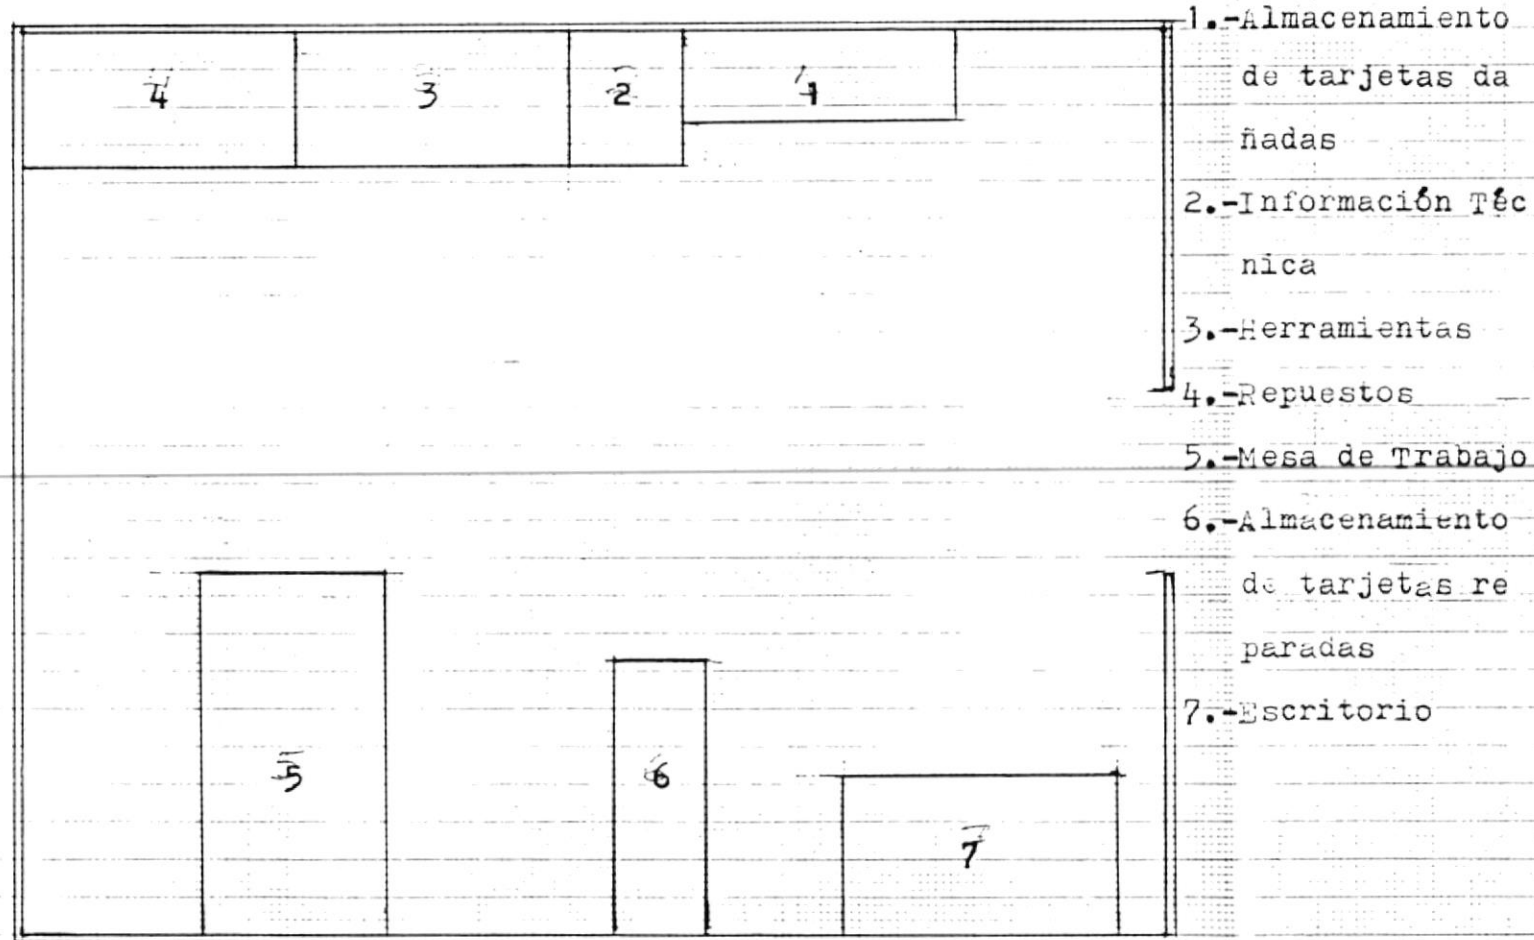 1.-Almacenamiento
de tarjetas da
ñadas
2.-Información Téc
nica
3.-Herramientas
4.-Repuestos
5.-Mesa de Trabajo
6.-Almacenamiento
de tarjetas re
paradas
7.-Escritorio
4 3 2 1
5 6 7